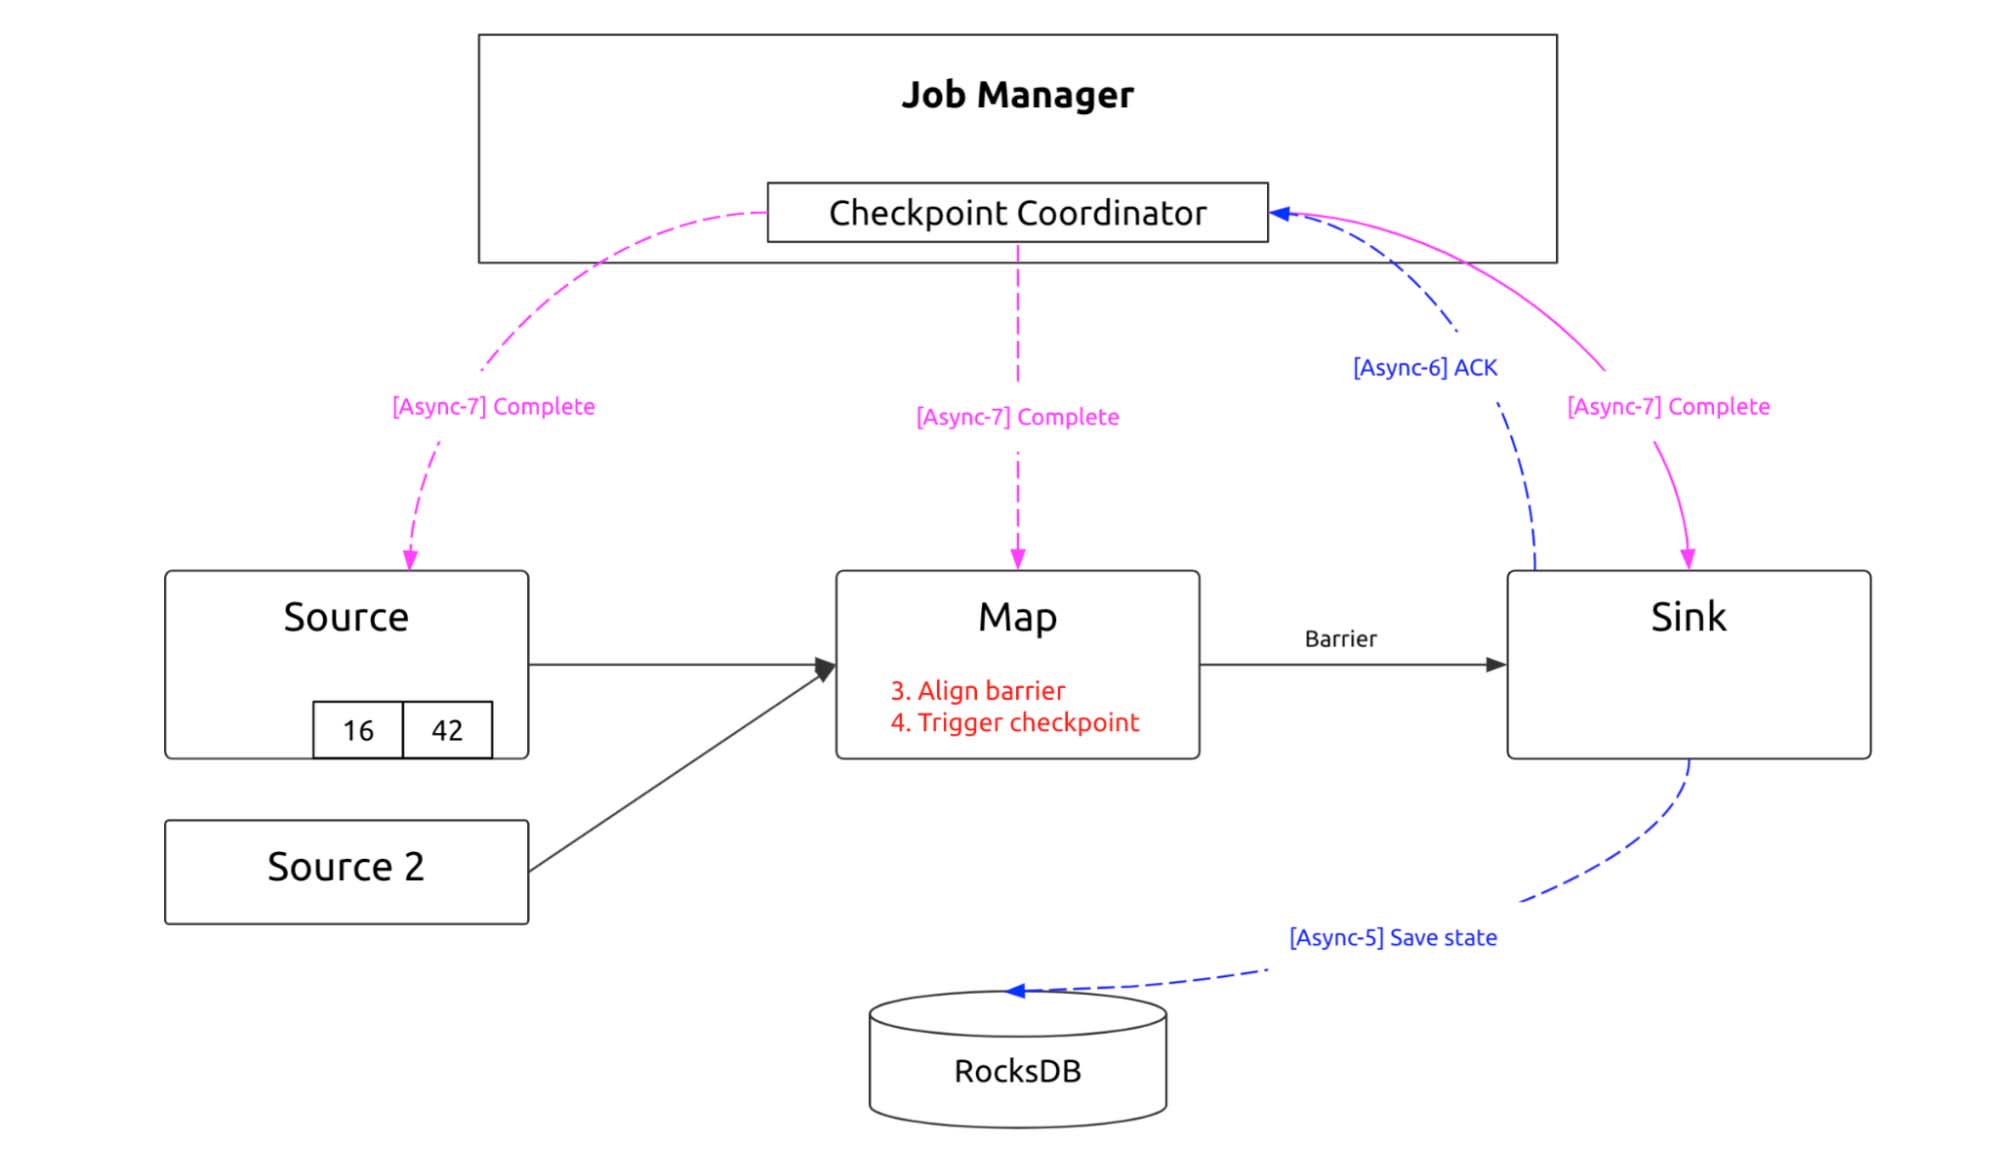 Job Manager
Checkpoint Coordinator
[Async-6] ACK
[Async-7] Complete
[Async-7] Complete
[Async-7] Complete
Source
16 42
Map
3. Align barrier
4. Trigger checkpoint
Barrier
Sink
Source 2
[Async-5] Save state
RocksDB